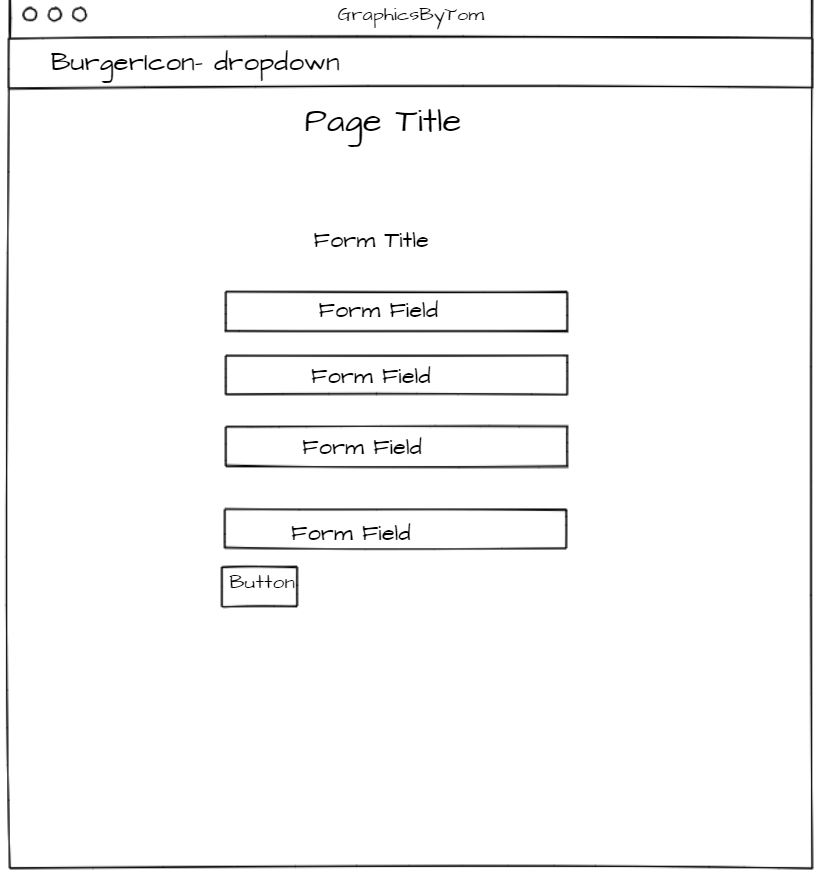 GraphicsByTom
BurgerIcon- dropdown
Page Title
Form Title
Form Field
Form Field
Form Field
Form Field
Button